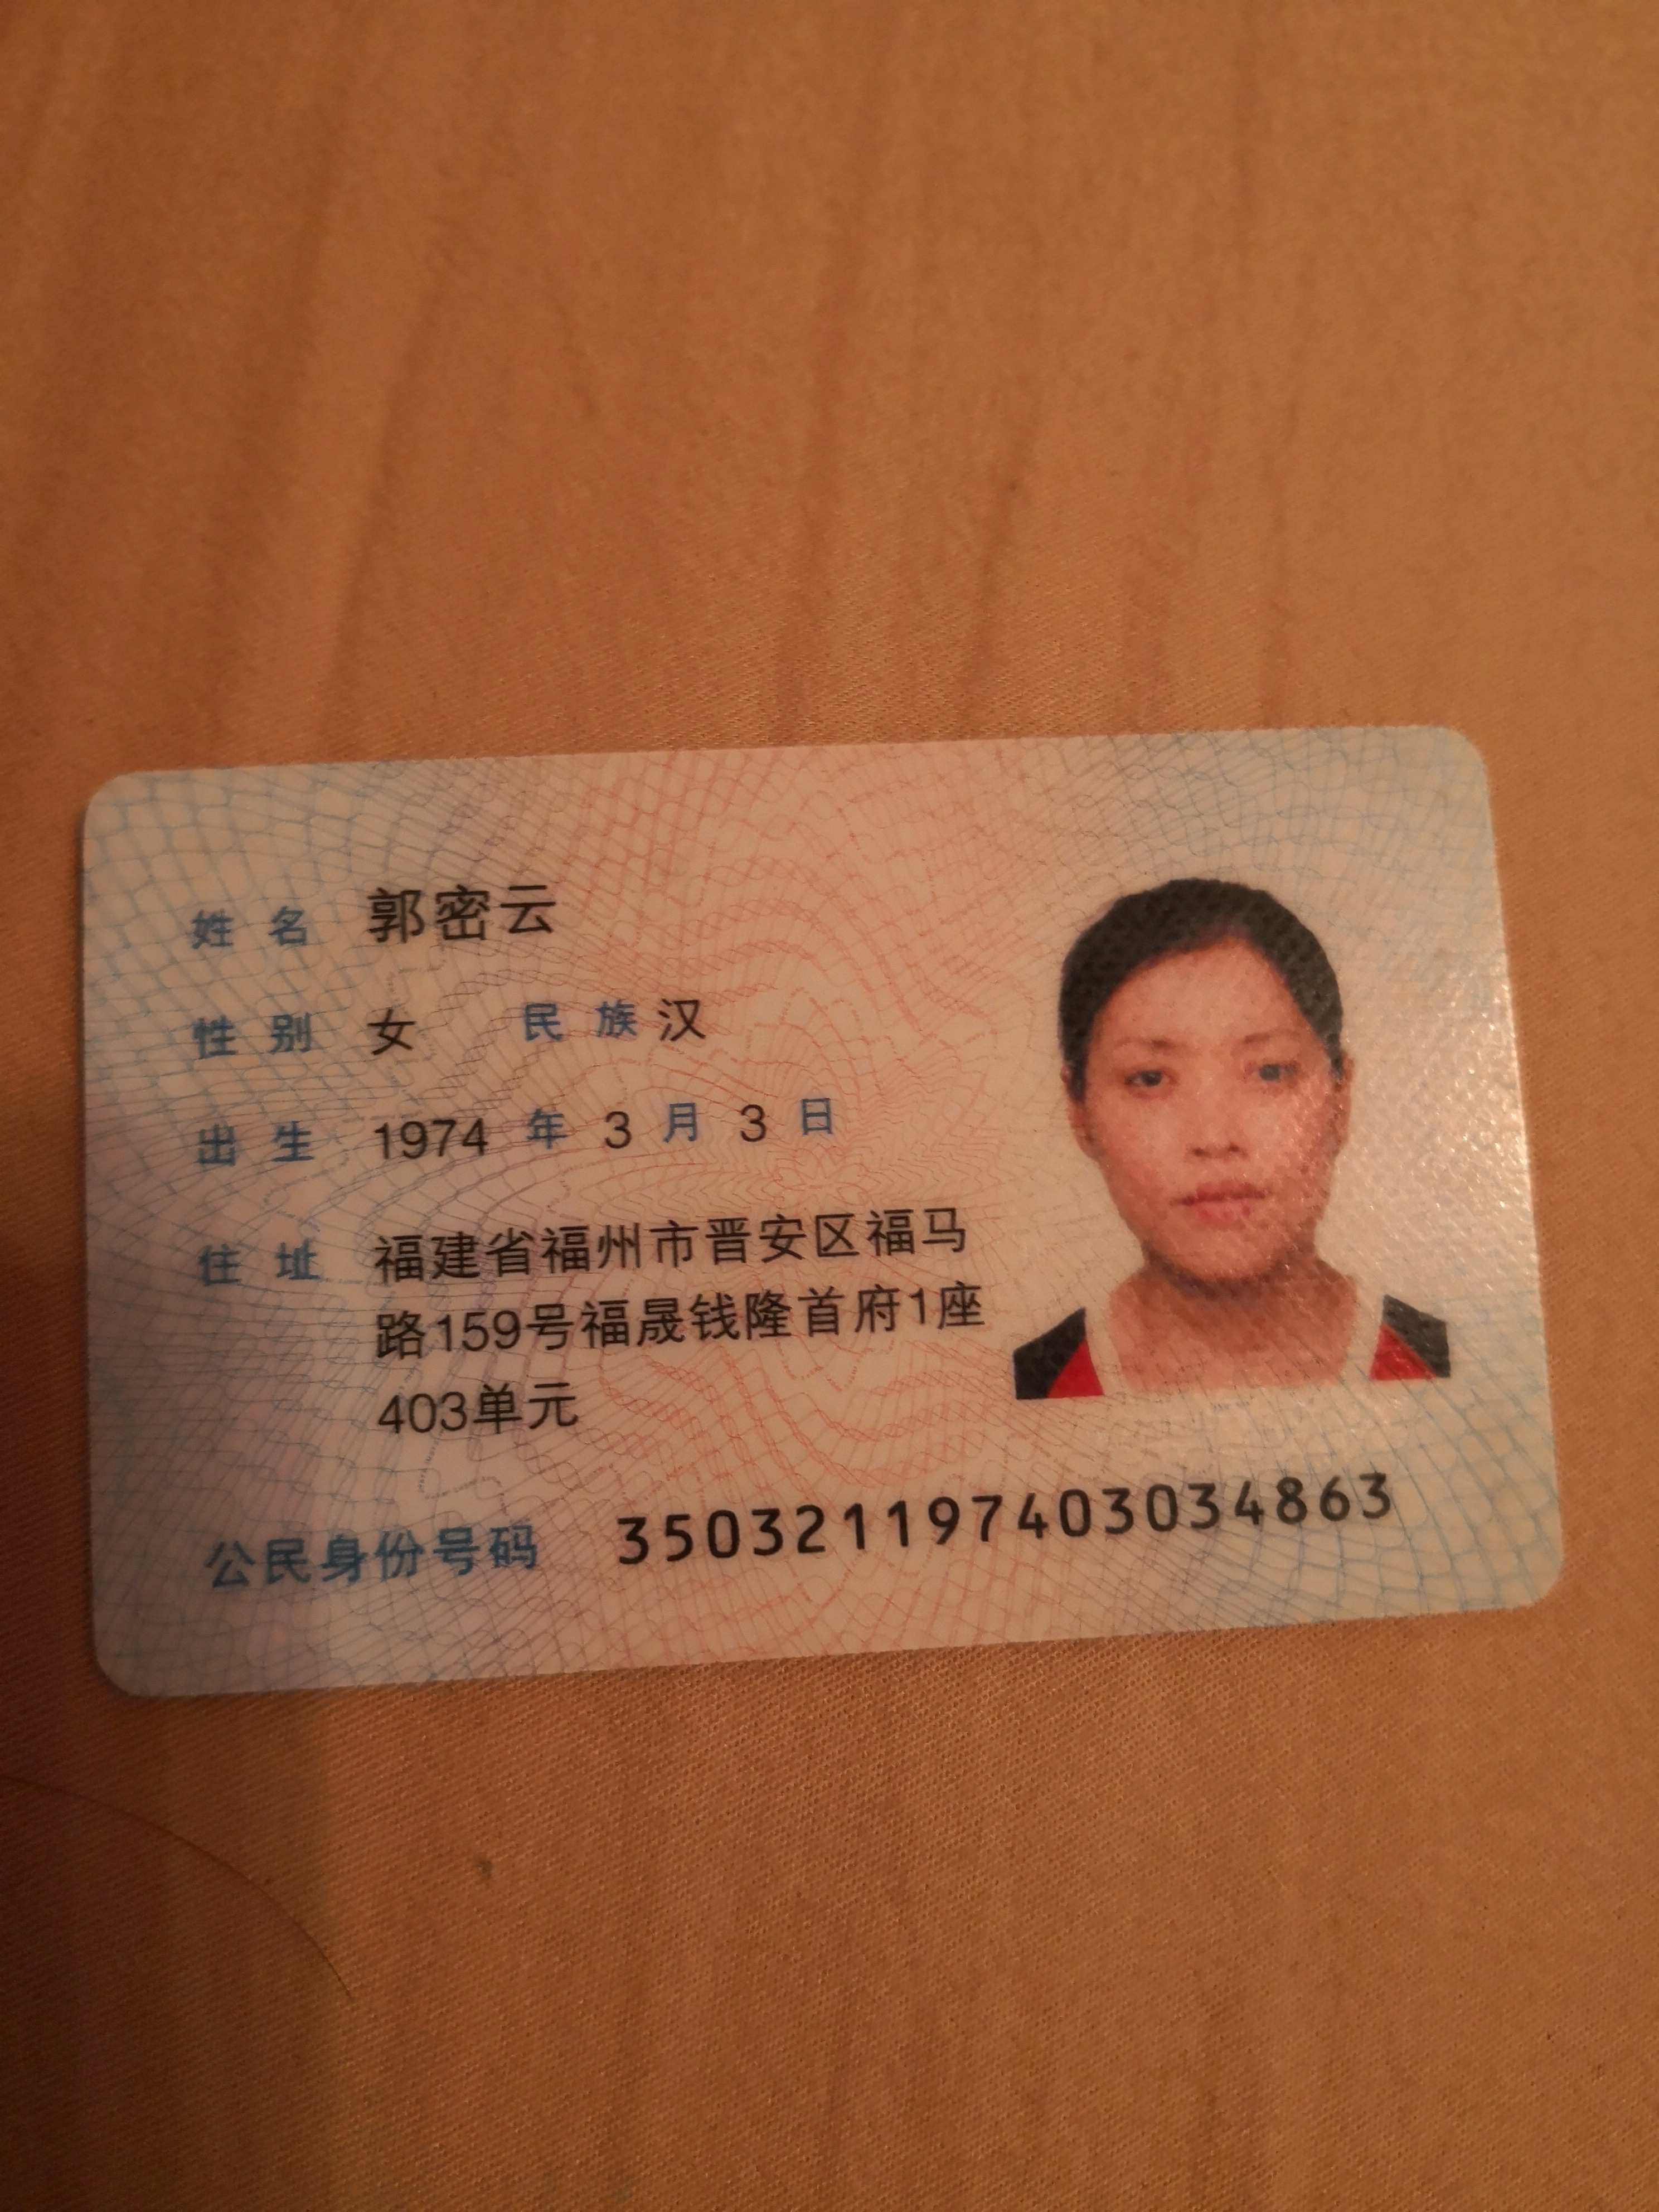 姓名 郭密云
性别 女 民族 汉
出生 1974 年 3 月 3 日
住址 福建省福州市晋安区福马
路159号福晟钱隆首府1座
403单元
公民身份号码 350321197403034863